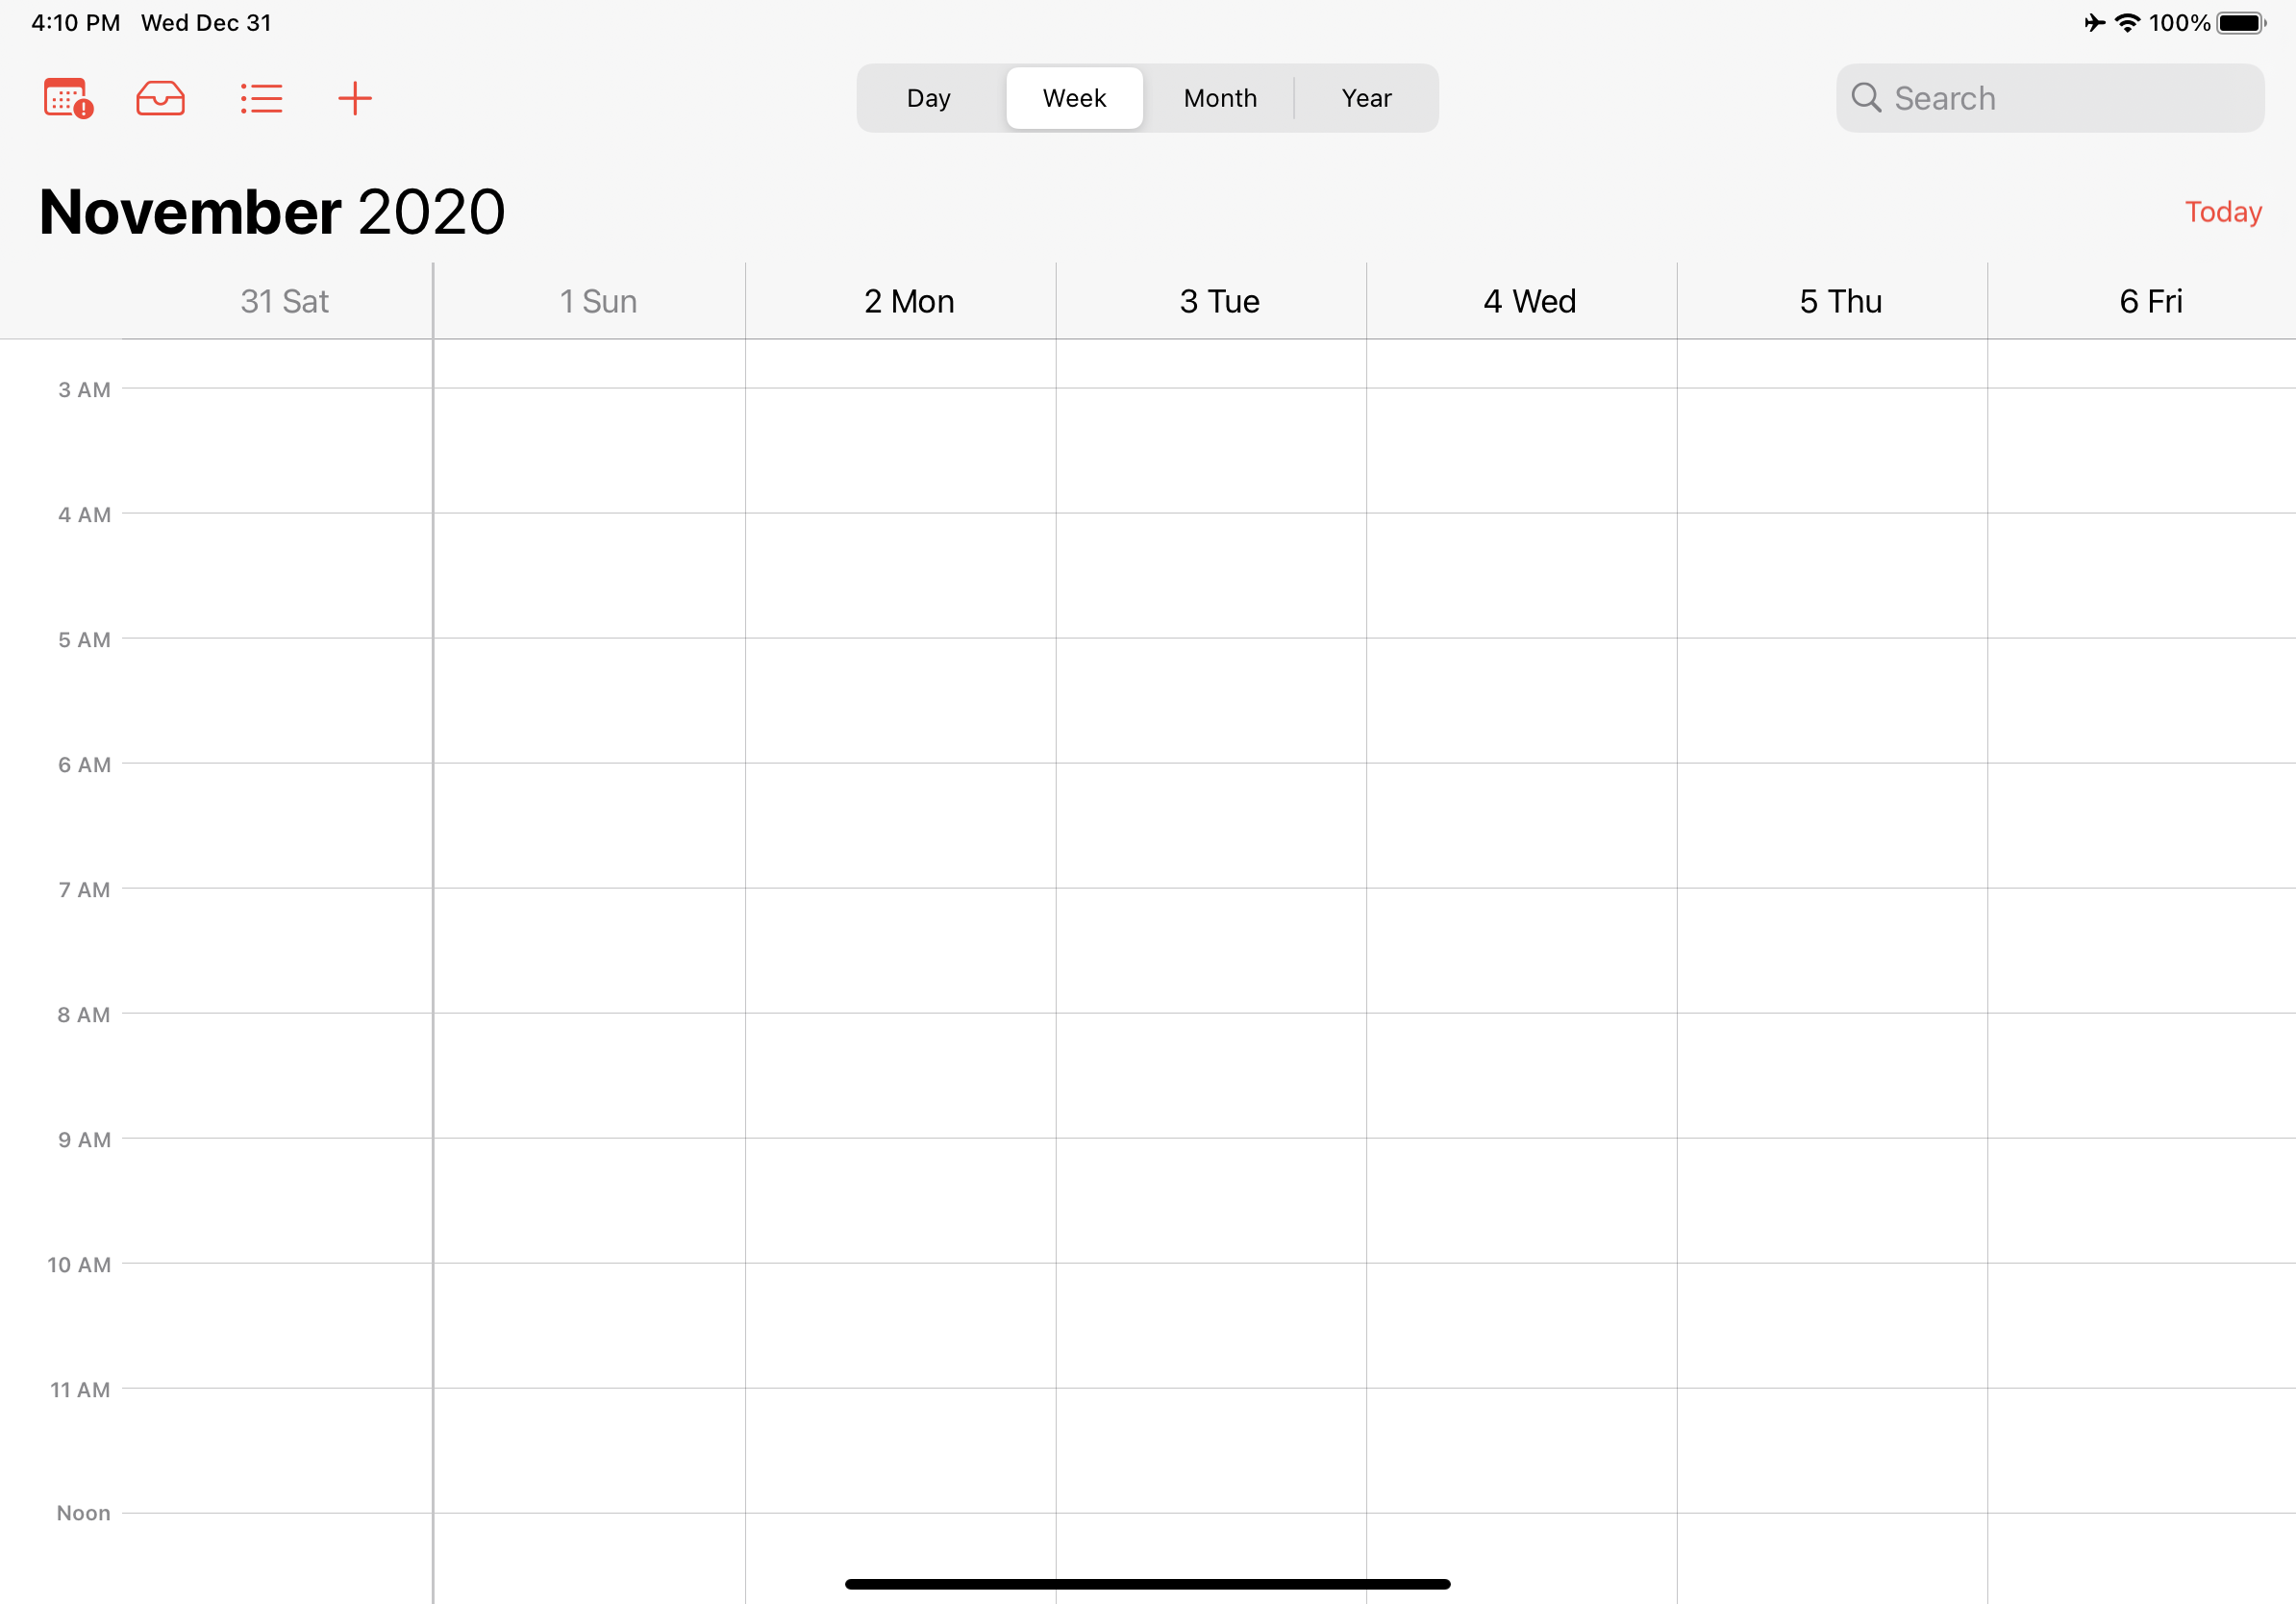 4:10 PM Wed Dec 31 100%
Day Week Month Year Search
November 2020 Today
31 Sat 1 Sun 2 Mon 3 Tue 4 Wed 5 Thu 6 Fri
3 AM
4 AM
5 AM
6 AM
7 AM
8 AM
9 AM
10 AM
11 AM
Noon